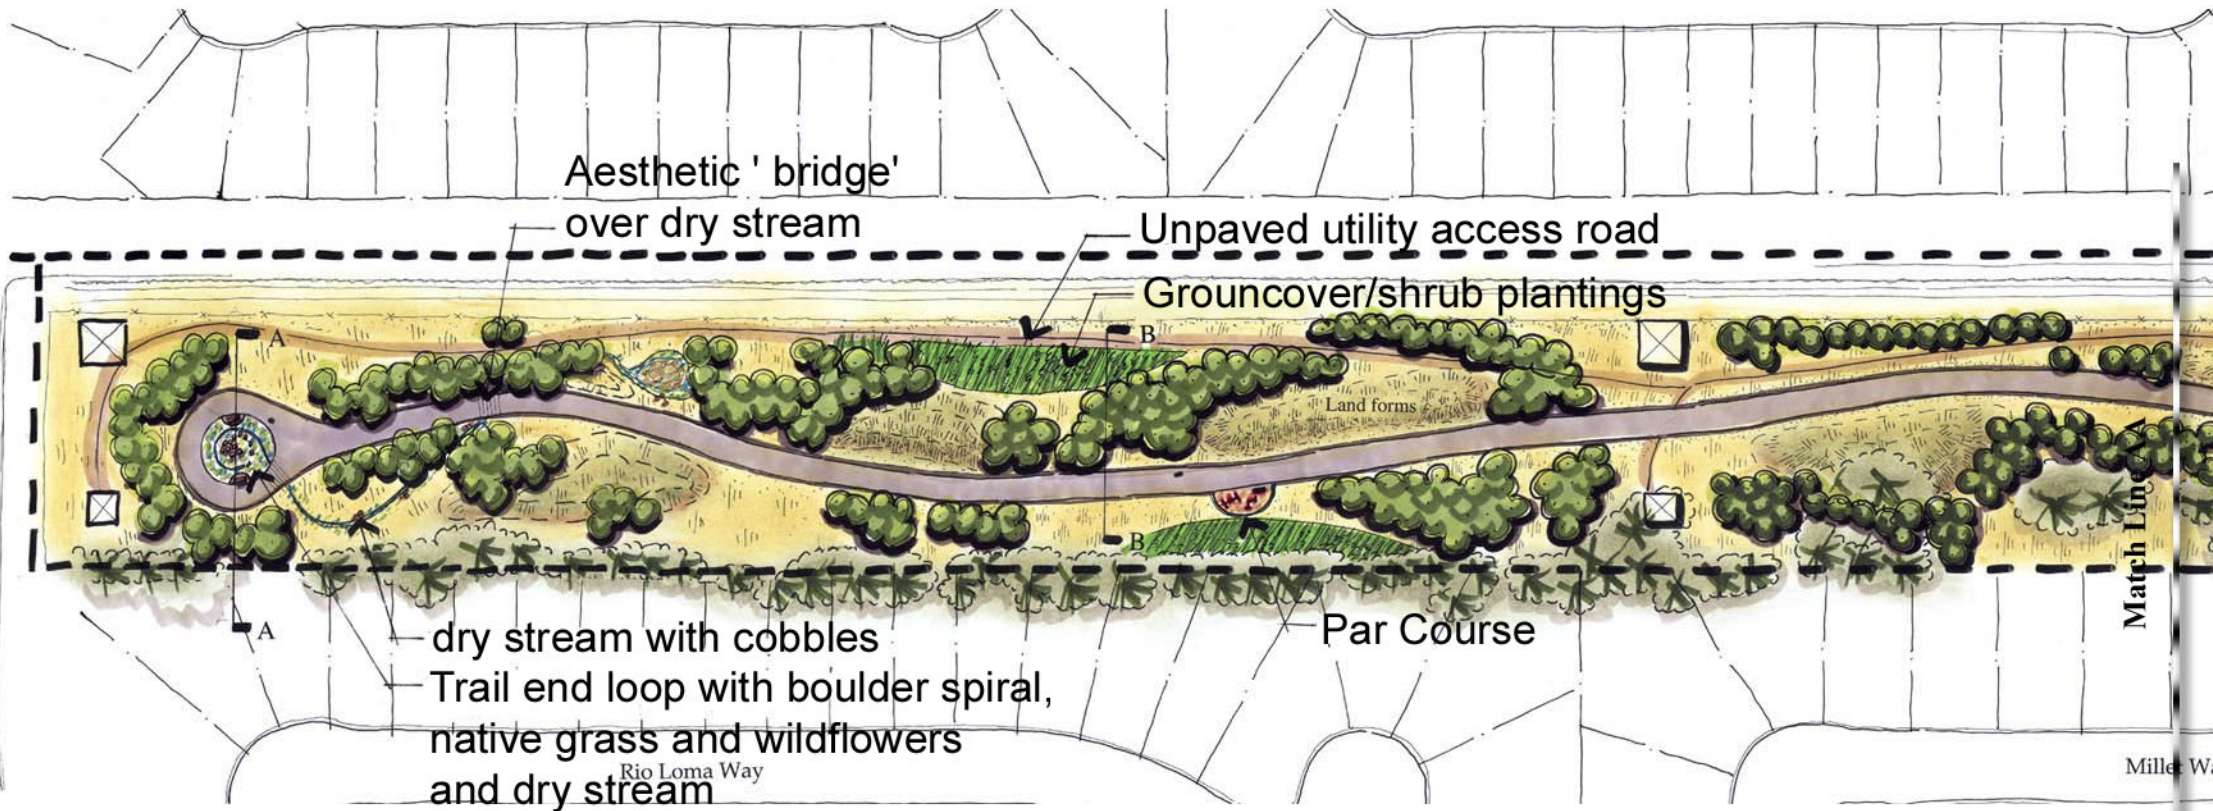 Aesthetic ' bridge'
over dry stream
Unpaved utility access road
Grouncover/shrub plantings
A
B
Land forms
B
A
Match Line AA
dry stream with cobbles
Par Course
Trail end loop with boulder spiral,
native grass and wildflowers
and dry stream
Rio Loma Way